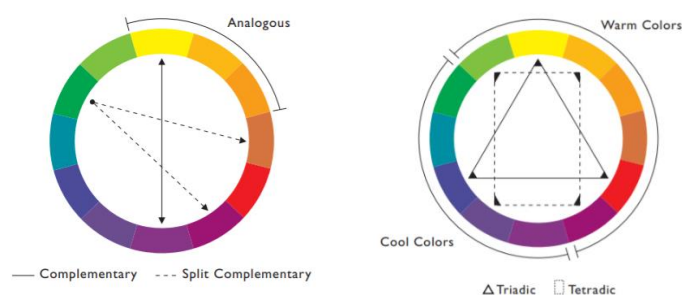 Analogous
Complementary
Split Complementary
Warm Colors
Cool Colors
Triadic
Tetradic